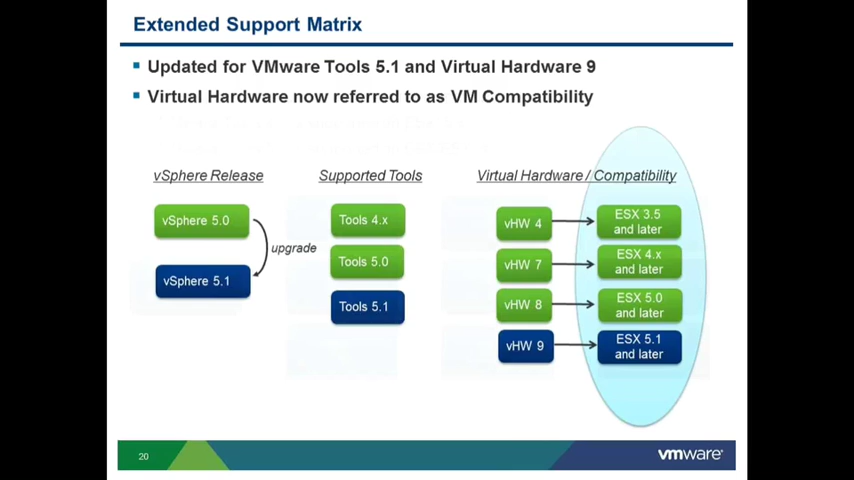 Extended Support Matrix
Updated for VMware Tools 5.1 and Virtual Hardware 9
Virtual Hardware now referred to as VM Compatibility
vSphere Release
Supported Tools
Virtual Hardware / Compatibility
vSphere 5.0
upgrade
vSphere 5.1
Tools 4.x
Tools 5.0
Tools 5.1
vHW 4
ESX 3.5
and later
vHW 7
ESX 4.x
and later
vHW 8
ESX 5.0
and later
vHW 9
ESX 5.1
and later
20
vmware